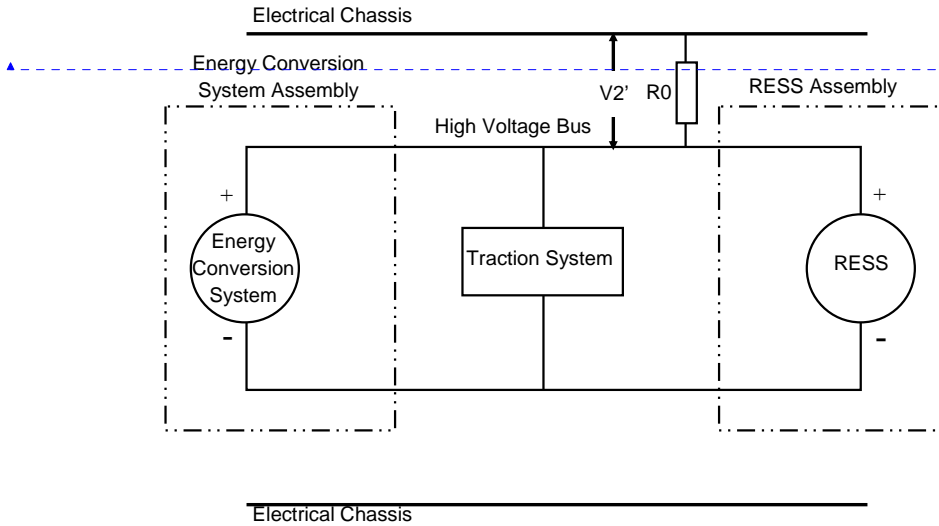 Electrical Chassis
Energy Conversion
System Assembly
V2’
R0
RESS Assembly
High Voltage Bus
+
+
Energy
Conversion
System
Traction System
RESS
-
-
Electrical Chassis